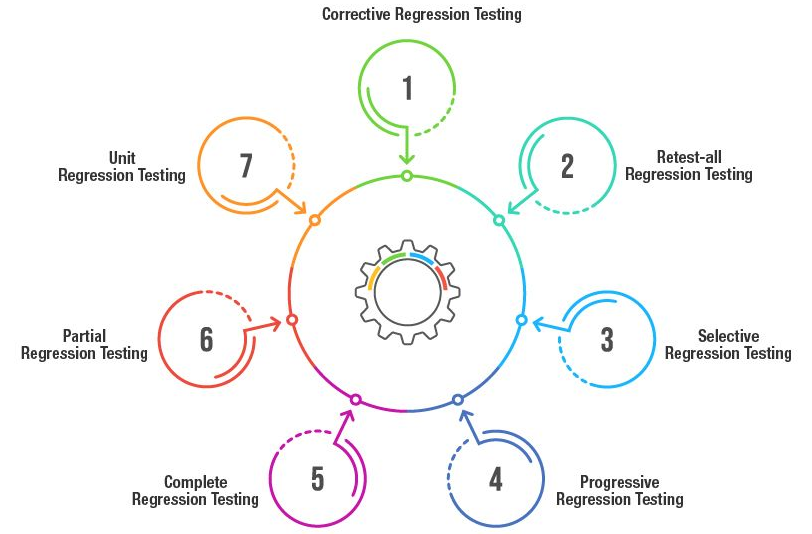 Corrective Regression Testing
1
2
Retest-all
Regression Testing
3
Selective
Regression Testing
4
Progressive
Regression Testing
5
Complete
Regression Testing
6
Partial
Regression Testing
7
Unit
Regression Testing